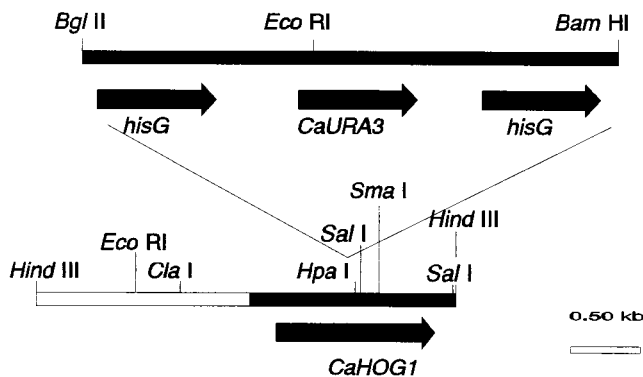 Bgl II Eco RI Bam HI
hisG CaURA3 hisG
Sma I
Sal I Hind III
Eco RI
Hind III Cla I Hpa I Sal I
0.50 kb
CaHOG1